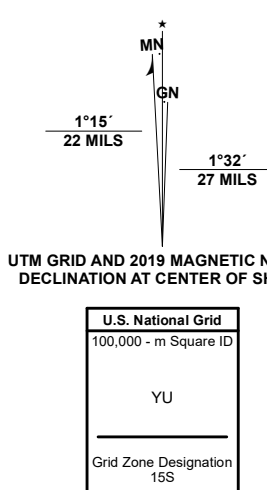 ★
MN
GN
1°15´
22 MILS
1°32´
27 MILS
UTM GRID AND 2019 MAGNETIC N
DECLINATION AT CENTER OF SH
U.S. National Grid
100,000 - m Square ID
YU
Grid Zone Designation
15S